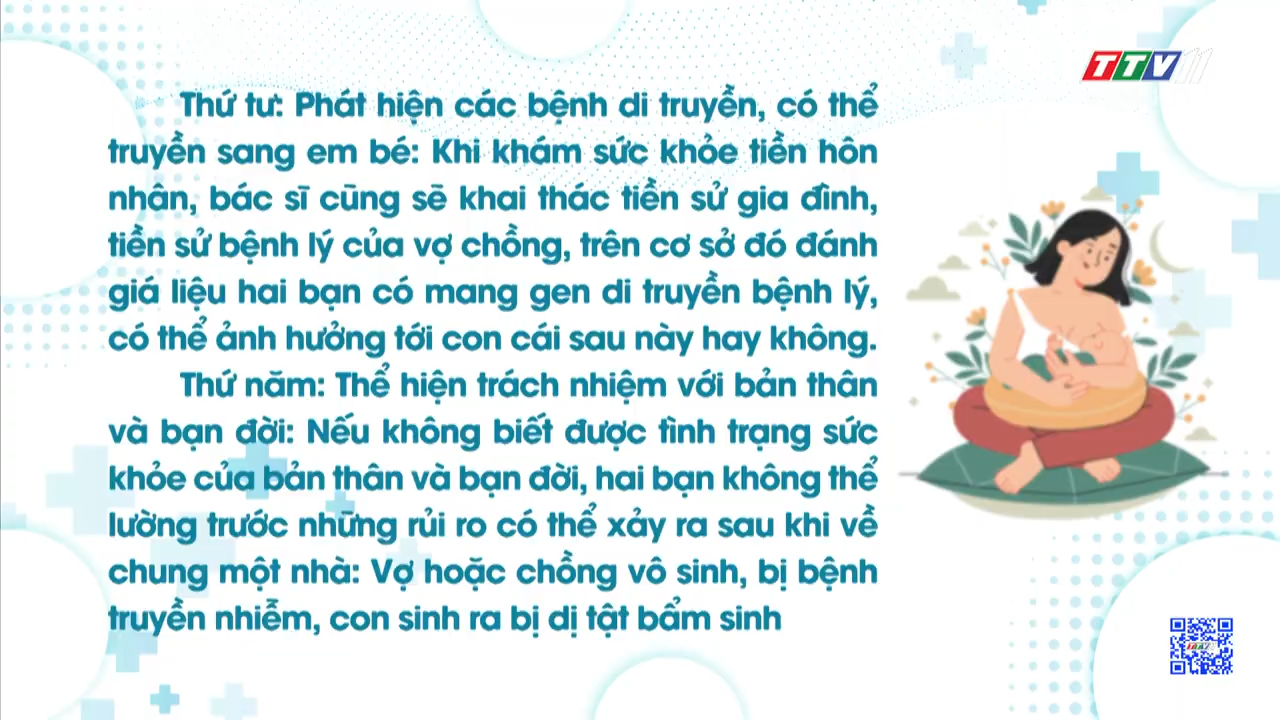 TTV11
Thứ tư: Phát hiện các bệnh di truyền, có thể
truyền sang em bé: Khi khám sức khỏe tiền hôn
nhân, bác sĩ cũng sẽ khai thác tiền sử gia đình,
tiền sử bệnh lý của vợ chồng, trên cơ sở đó đánh
giá liệu hai bạn có mang gen di truyền bệnh lý,
có thể ảnh hưởng tới con cái sau này hay không.
Thứ năm: Thể hiện trách nhiệm với bản thân
và bạn đời: Nếu không biết được tình trạng sức
khỏe của bản thân và bạn đời, hai bạn không thể
lường trước những rủi ro có thể xảy ra sau khi về
chung một nhà: Vợ hoặc chồng vô sinh, bị bệnh
truyền nhiễm, con sinh ra bị dị tật bẩm sinh